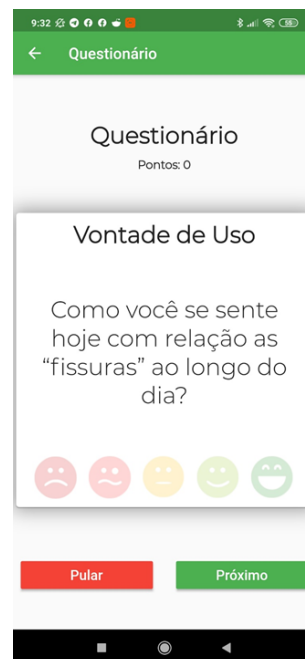 9:32
55
Questionário
Questionário
Pontos: 0
Vontade de Uso
Como você se sente
hoje com relação as
“fissuras” ao longo do
dia?
Pular Próximo